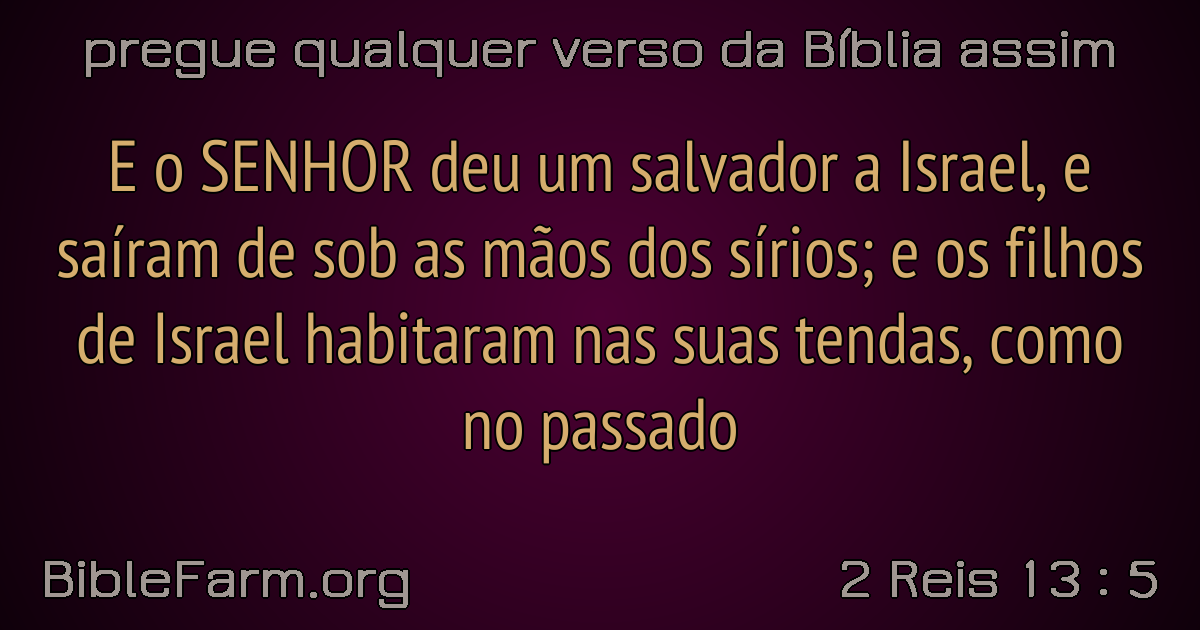 pregue qualquer verso da Bíblia assim
E o SENHOR deu um salvador a Israel, e
saíram de sob as mãos dos sírios; e os filhos
de Israel habitaram nas suas tendas, como
no passado
BibleFarm.org
2 Reis 13 : 5